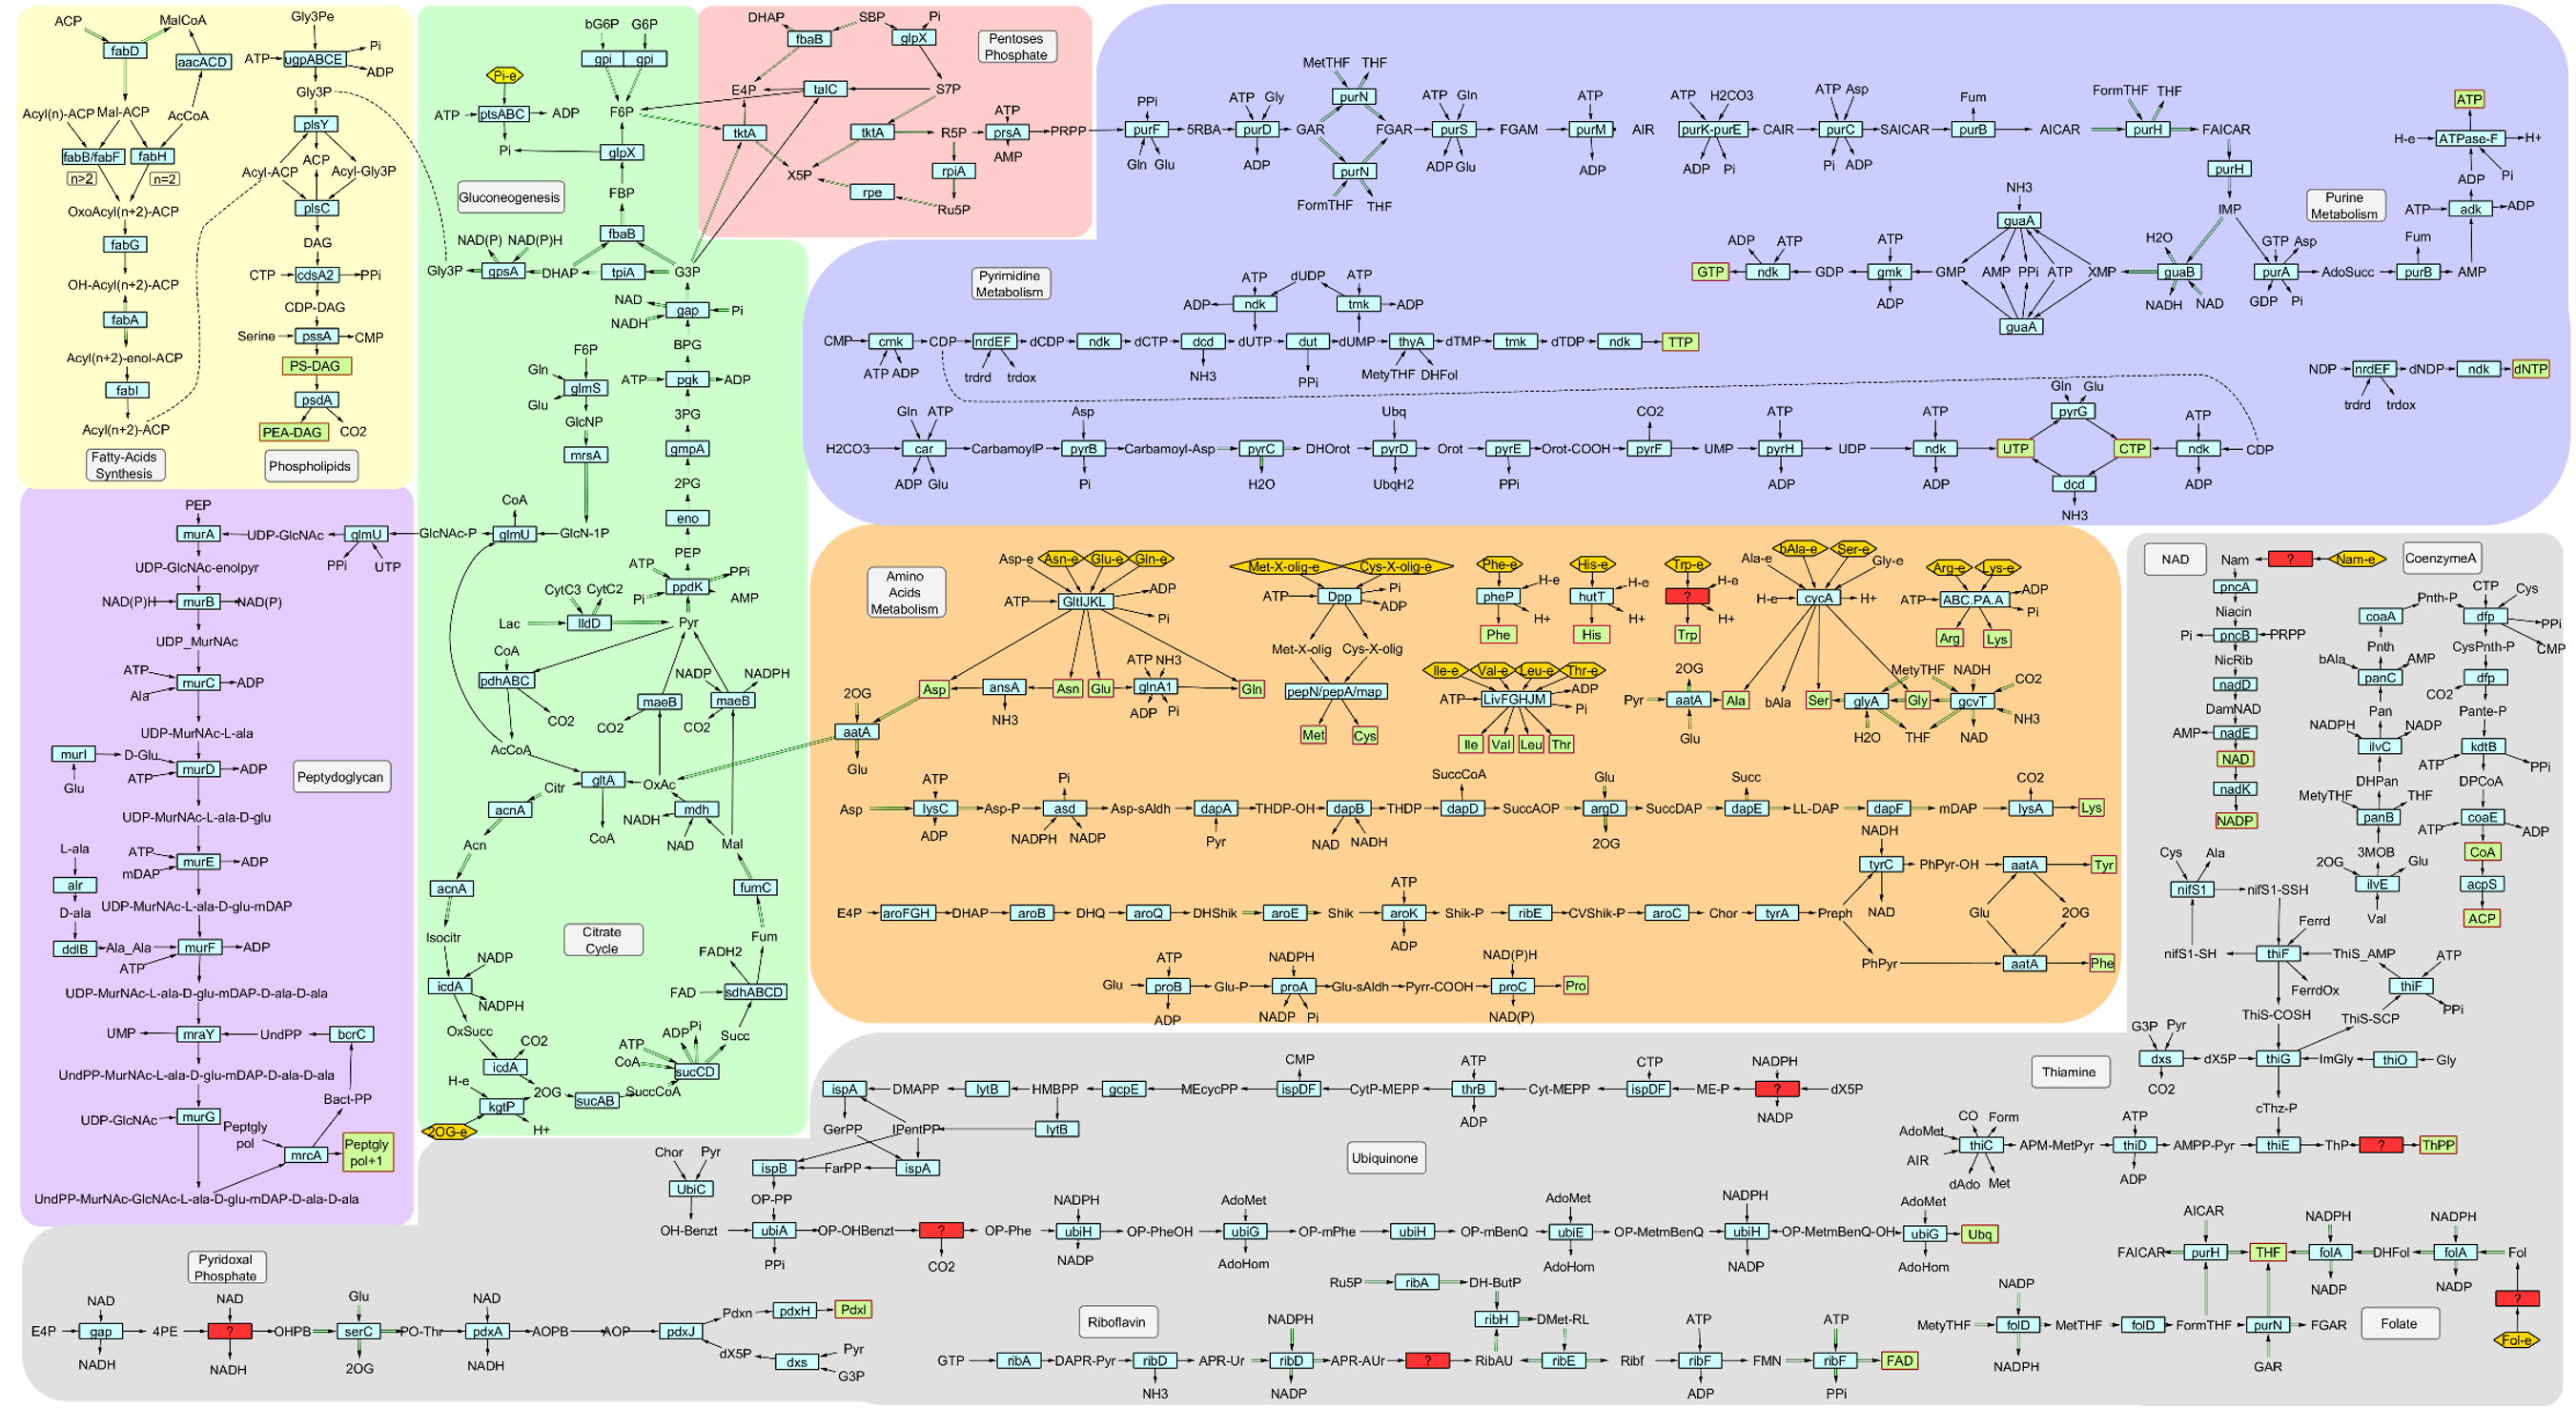 ACP
MalCoA
fabD
aacACD
Acyl(n)-ACP
Mal-ACP
AcCoA
fabB/fabF
fabH
n>2
n=2
OxoAcyl(n+2)-ACP
fabG
OH-Acyl(n+2)-ACP
fabA
Acyl(n+2)-enol-ACP
fabI
Acyl(n+2)-ACP
Fatty-Acids
Synthesis
Gly3Pe
ATP
ugpABCE
Pi
ADP
Gly3P
plsY
ACP
Acyl-ACP
Acyl-Gly3P
plsC
DAG
CTP
cdsA2
PPi
CDP-DAG
Serine
pssA
CMP
PS-DAG
psdA
PEA-DAG
CO2
Phospholipids
bG6P
G6P
gpi
gpi
Pi-e
ATP
ptsABC
ADP
Pi
F6P
glpX
FBP
Gluconeogenesis
fbaB
NAD(P)
NAD(P)H
Gly3P
gpsA
DHAP
tpiA
G3P
NAD
NADH
gap
Pi
BPG
ATP
pgk
ADP
3PG
gmpA
2PG
eno
PEP
ATP
Pi
ppdK
PPi
AMP
Pyr
F6P
Gln
Glu
glmS
GlcNP
mrsA
GlcN-1P
CoA
glmU
GlcNAc-P
CytC3
CytC2
Lac
lldD
CoA
pdhABC
CO2
AcCoA
NADP
NADPH
maeB
maeB
CO2
CO2
gltA
OxAc
CoA
Citr
acnA
Acn
acnA
Isocitr
NADP
icdA
NADPH
OxSucc
CO2
icdA
2OG
H-e
kgtP
H+
2OG-e
sucAB
SuccCoA
sucCD
ATP
CoA
ADP
Pi
Succ
sdhABCD
FAD
FADH2
Fum
fumC
Mal
mdh
NADH
NAD
Citrate
Cycle
DHAP
SBP
Pi
fbaB
glpX
Pentoses
Phosphate
E4P
talC
S7P
tktA
tktA
R5P
ATP
prsA
AMP
PRPP
X5P
rpe
rpiA
Ru5P
PPi
purF
Gln
Glu
5RBA
ATP
Gly
purD
ADP
GAR
MetTHF
THF
purN
purN
FormTHF
THF
FGAR
ATP
Gln
purS
ADP
Glu
FGAM
ATP
purM
ADP
AIR
ATP
H2CO3
purK-purE
ADP
Pi
CAIR
ATP
Asp
purC
Pi
ADP
SAICAR
Fum
purB
AICAR
FormTHF
THF
purH
FAICAR
purH
IMP
Purine
Metabolism
ATP
H-e
ATPase-F
H+
ADP
Pi
ATP
adk
ADP
AMP
Fum
purB
AdoSucc
GTP
Asp
purA
GDP
Pi
H2O
guaB
NADH
NAD
XMP
NH3
guaA
GMP
AMP
PPi
ATP
guaA
ATP
gmk
ADP
GDP
ADP
ATP
ndk
GTP
Pyrimidine
Metabolism
ATP
ADP
ndk
dUDP
ATP
tmk
ADP
CMP
cmk
ATP
ADP
CDP
nrdEF
trdrd
trdox
dCDP
ndk
dCTP
dcd
NH3
dUTP
dut
PPi
dUMP
thyA
MetyTHF
DHFol
dTMP
tmk
dTDP
ndk
TTP
NDP
nrdEF
trdrd
trdox
dNDP
ndk
dNTP
H2CO3
Gln
ATP
car
ADP
Glu
CarbamoylP
Asp
pyrB
Pi
Carbamoyl-Asp
pyrC
H2O
DHOrot
Ubq
pyrD
UbqH2
Orot
pyrE
PPi
Orot-COOH
CO2
pyrF
UMP
ATP
pyrH
ADP
UDP
ATP
ndk
ADP
UTP
Gln
Glu
pyrG
CTP
dcd
NH3
ATP
ndk
ADP
CDP
PEP
murA
UDP-GlcNAc
glmU
PPi
UTP
UDP-GlcNAc-enolpyr
NAD(P)H
murB
NAD(P)
UDP_MurNAc
ATP
Ala
murC
ADP
UDP-MurNAc-L-ala
murI
Glu
D-Glu
ATP
murD
ADP
Peptydoglycan
UDP-MurNAc-L-ala-D-glu
L-ala
alr
D-ala
ddlB
Ala_Ala
ATP
mDAP
murE
ADP
UDP-MurNAc-L-ala-D-glu-mDAP
murF
ADP
ATP
UDP-MurNAc-L-ala-D-glu-mDAP-D-ala-D-ala
UMP
mraY
UndPP
bcrC
UndPP-MurNAc-L-ala-D-glu-mDAP-D-ala-D-ala
Bact-PP
UDP-GlcNAc
murG
Peptgly
pol
mrcA
Peptgly
pol+1
UndPP-MurNAc-GlcNAc-L-ala-D-glu-mDAP-D-ala-D-ala
Amino
Acids
Metabolism
Asp-e
Asn-e
Glu-e
Gln-e
ATP
GltIJKL
ADP
Pi
Asp
ansA
NH3
Asn
Glu
ATP
NH3
glnA1
ADP
Pi
Gln
2OG
aatA
Glu
Met-X-olig-e
Cys-X-olig-e
ATP
Dpp
Pi
ADP
Met-X-olig
Cys-X-olig
pepN/pepA/map
Met
Cys
Phe-e
H-e
pheP
H+
Phe
His-e
H-e
hutT
H+
His
Trp-e
H-e
?
H+
Trp
Ile-e
Val-e
Leu-e
Thr-e
ATP
LivFGHJM
ADP
Pi
Ile
Val
Leu
Thr
Ala-e
bAla-e
Ser-e
Gly-e
H-e
cycA
H+
2OG
Pyr
aatA
Glu
Ala
bAla
Ser
glyA
Gly
MetyTHF
NADH
gcvT
CO2
NH3
H2O
THF
NAD
Arg-e
Lys-e
ATP
ABC.PA.A
ADP
Pi
Arg
Lys
Asp
ATP
lysC
ADP
Asp-P
Pi
asd
NADPH
NADP
Asp-sAldh
dapA
Pyr
THDP-OH
dapB
NAD
NADH
THDP
SuccCoA
dapD
SuccAOP
Glu
argD
2OG
SuccDAP
Succ
dapE
LL-DAP
dapF
mDAP
CO2
lysA
Lys
E4P
aroFGH
DHAP
aroB
DHQ
aroQ
DHShik
aroE
Shik
ATP
aroK
ADP
Shik-P
ribE
CVShik-P
aroC
Chor
tyrA
Preph
NADH
tyrC
NAD
PhPyr-OH
aatA
Tyr
Glu
2OG
PhPyr
aatA
Phe
Glu
ATP
proB
ADP
Glu-P
NADPH
proA
NADP
Pi
Glu-sAldh
Pyrr-COOH
NAD(P)H
proC
NAD(P)
Pro
NAD
Nam
?
Nam-e
CoenzymeA
pncA
Niacin
Pi
pncB
PRPP
NicRib
nadD
DamNAD
AMP
nadE
NAD
nadK
NADP
coaA
Pnth-P
CTP
Cys
dfp
PPi
CMP
Pnth
bAla
AMP
panC
Pan
NADPH
NADP
ilvC
DHPan
MetyTHF
THF
panB
3MOB
2OG
Glu
ilvE
Val
CysPnth-P
CO2
dfp
Pante-P
kdtB
ATP
PPi
DPCoA
ATP
coaE
ADP
CoA
acpS
ACP
Cys
Ala
nifS1
nifS1-SSH
nifS1-SH
Ferrd
thiF
FerrdOx
ThiS_AMP
ATP
thiF
PPi
ThiS-COSH
ThiS-SCP
G3P
Pyr
dxs
CO2
dX5P
thiG
ImGly
thiO
Gly
Thiamine
cThz-P
AdoMet
AIR
CO
Form
thiC
dAdo
Met
APM-MetPyr
ATP
thiD
ADP
AMPP-Pyr
thiE
ThP
?
ThPP
ispA
DMAPP
lytB
HMBPP
gcpE
MEcycPP
CMP
ispDF
CytP-MEPP
ATP
thrB
ADP
Cyt-MEPP
CTP
ispDF
ME-P
NADPH
?
NADP
dX5P
GerPP
IPentPP
lytB
ispB
FarPP
ispA
Ubiquinone
Chor
Pyr
UbiC
OH-Benzt
OP-PP
ubiA
PPi
OP-OHBenzt
?
CO2
OP-Phe
NADPH
ubiH
NADP
OP-PheOH
AdoMet
ubiG
AdoHom
OP-mPhe
ubiH
OP-mBenQ
AdoMet
ubiE
AdoHom
OP-MetmBenQ
NADPH
ubiH
NADP
OP-MetmBenQ-OH
AdoMet
ubiG
AdoHom
Ubq
Pyridoxal
Phosphate
E4P
NAD
gap
NADH
4PE
NAD
?
NADH
OHPB
Glu
serC
2OG
PO-Thr
NAD
pdxA
NADH
AOPB
AOP
pdxJ
Pdxn
pdxH
Pdxl
dX5P
dxs
Pyr
G3P
Riboflavin
Ru5P
ribA
DH-ButP
ribH
DMet-RL
GTP
ribA
DAPR-Pyr
ribD
NH3
APR-Ur
NADPH
ribD
NADP
APR-AUr
?
RibAU
ribE
Ribf
ATP
ribF
ADP
FMN
ATP
ribF
PPi
FAD
AICAR
FAICAR
purH
THF
NADPH
folA
NADP
DHFol
NADPH
folA
NADP
Fol
?
Fol-e
MetyTHF
NADP
folD
NADPH
MetTHF
folD
FormTHF
purN
GAR
FGAR
Folate